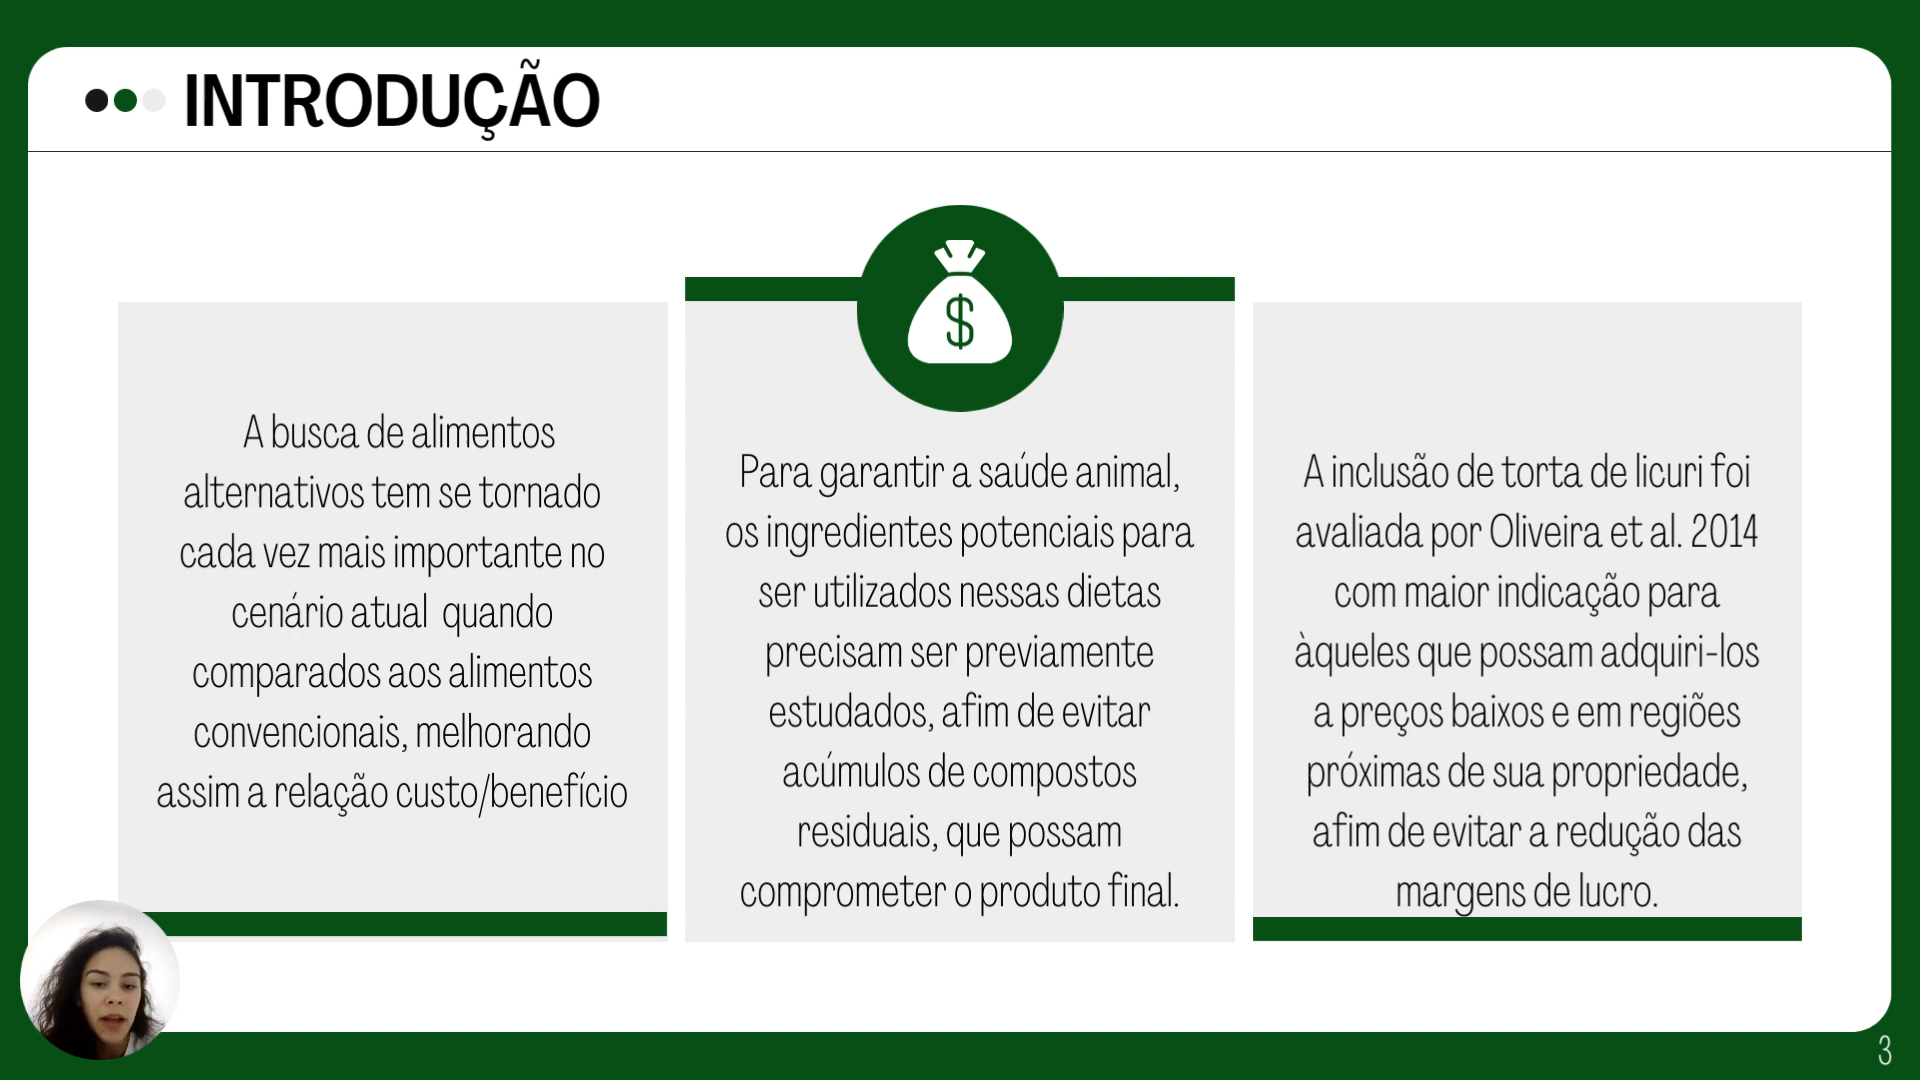 INTRODUÇÃO
A busca de alimentos
alternativos tem se tornado
cada vez mais importante no
cenário atual  quando
comparados aos alimentos
convencionais, melhorando
assim a relação custo/benefício
$
Para garantir a saúde animal,
os ingredientes potenciais para
ser utilizados nessas dietas
precisam ser previamente
estudados, afim de evitar
acúmulos de compostos
residuais, que possam
comprometer o produto final.
A inclusão de torta de licuri foi
avaliada por Oliveira et al. 2014
com maior indicação para
àqueles que possam adquiri-los
a preços baixos e em regiões
próximas de sua propriedade,
afim de evitar a redução das
margens de lucro.
3